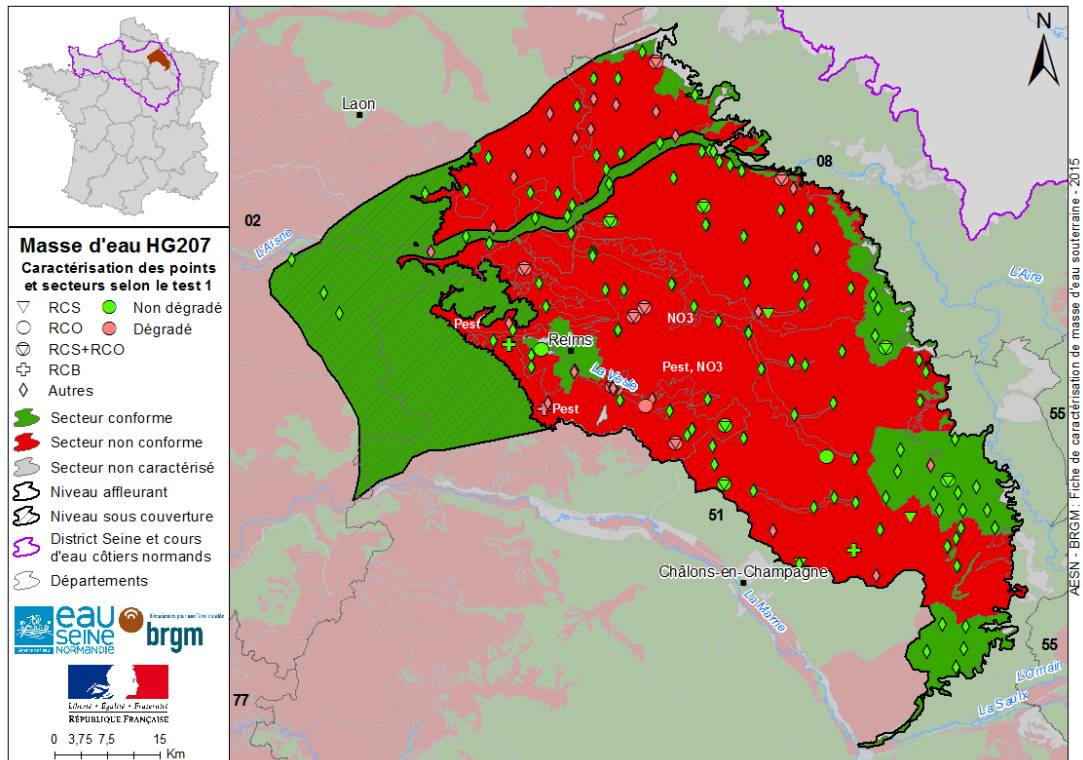 Masse d'eau HG207
Caractérisation des points
et secteurs selon le test 1
RCS
Non dégradé
RCO
Dégradé
RCS+RCO
RCB
Autres
Secteur conforme
Secteur non conforme
Secteur non caractérisé
Niveau affleurant
Niveau sous couverture
District Seine et cours
d'eau côtiers normands
Départements
eau
SEINE
NORMANDIE
brgm
Liberté • Égalité • Fraternité
RÉPUBLIQUE FRANÇAISE
0 3,75 7,5 15
Km
N
Laon
02
08
L'Aisne
L'Aire
Pest
NO3
Reims
Pest, NO3
La Vesle
Pest
55
51
Châlons-en-Champagne
La Marne
55
L'Ornain
La Saulx
77
AESN - BRGM : Fiche de caractérisation de masse d'eau souterraine - 2015